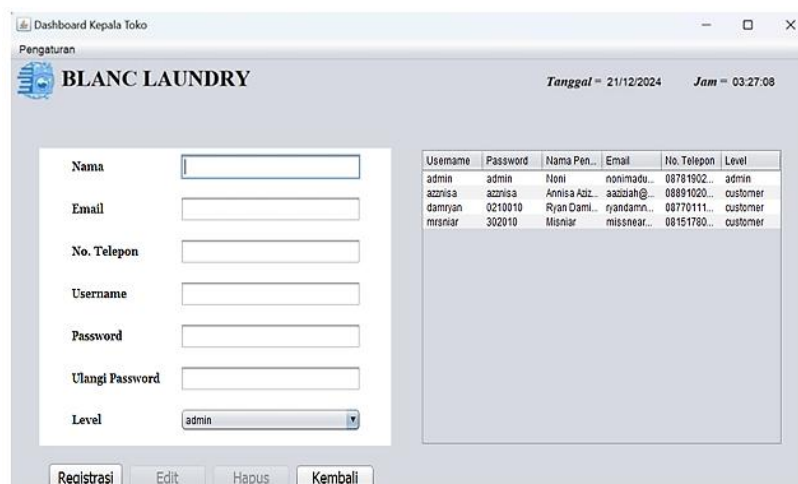 Dashboard Kepala Toko
Pengaturan
BLANC LAUNDRY
Tanggal = 21/12/2024 Jam = 03:27:08
Nama
Email
No. Telepon
Username
Password
Ulangi Password
Level admin
Username Password Nama Pen... Email No. Telepon Level
admin admin Noni nonimadu... 08781902... admin
azznisa azznisa Annisa Aziz... aaziziah@... 08891020... customer
damryan 0210010 Ryan Dami... ryandamn... 08770111... customer
mrsniar 302010 Misniar missnear... 08151780... customer
Registrasi Edit Hapus Kembali